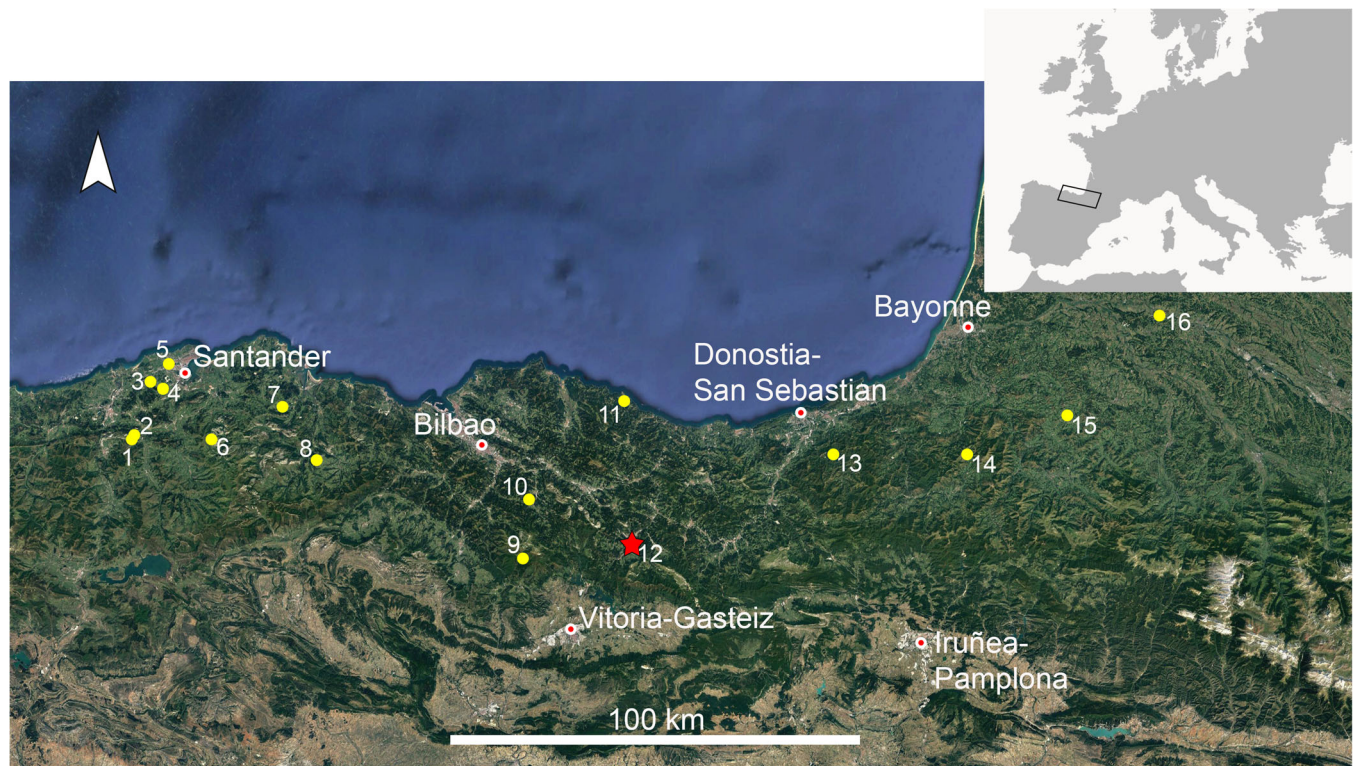 Bayonne
16
5
Santander
Donostia-
San Sebastian
3
4
7
11
2
Bilbao
15
1
6
8
13
14
10
9
12
Vitoria-Gasteiz
Iruñea-
Pamplona
100 km